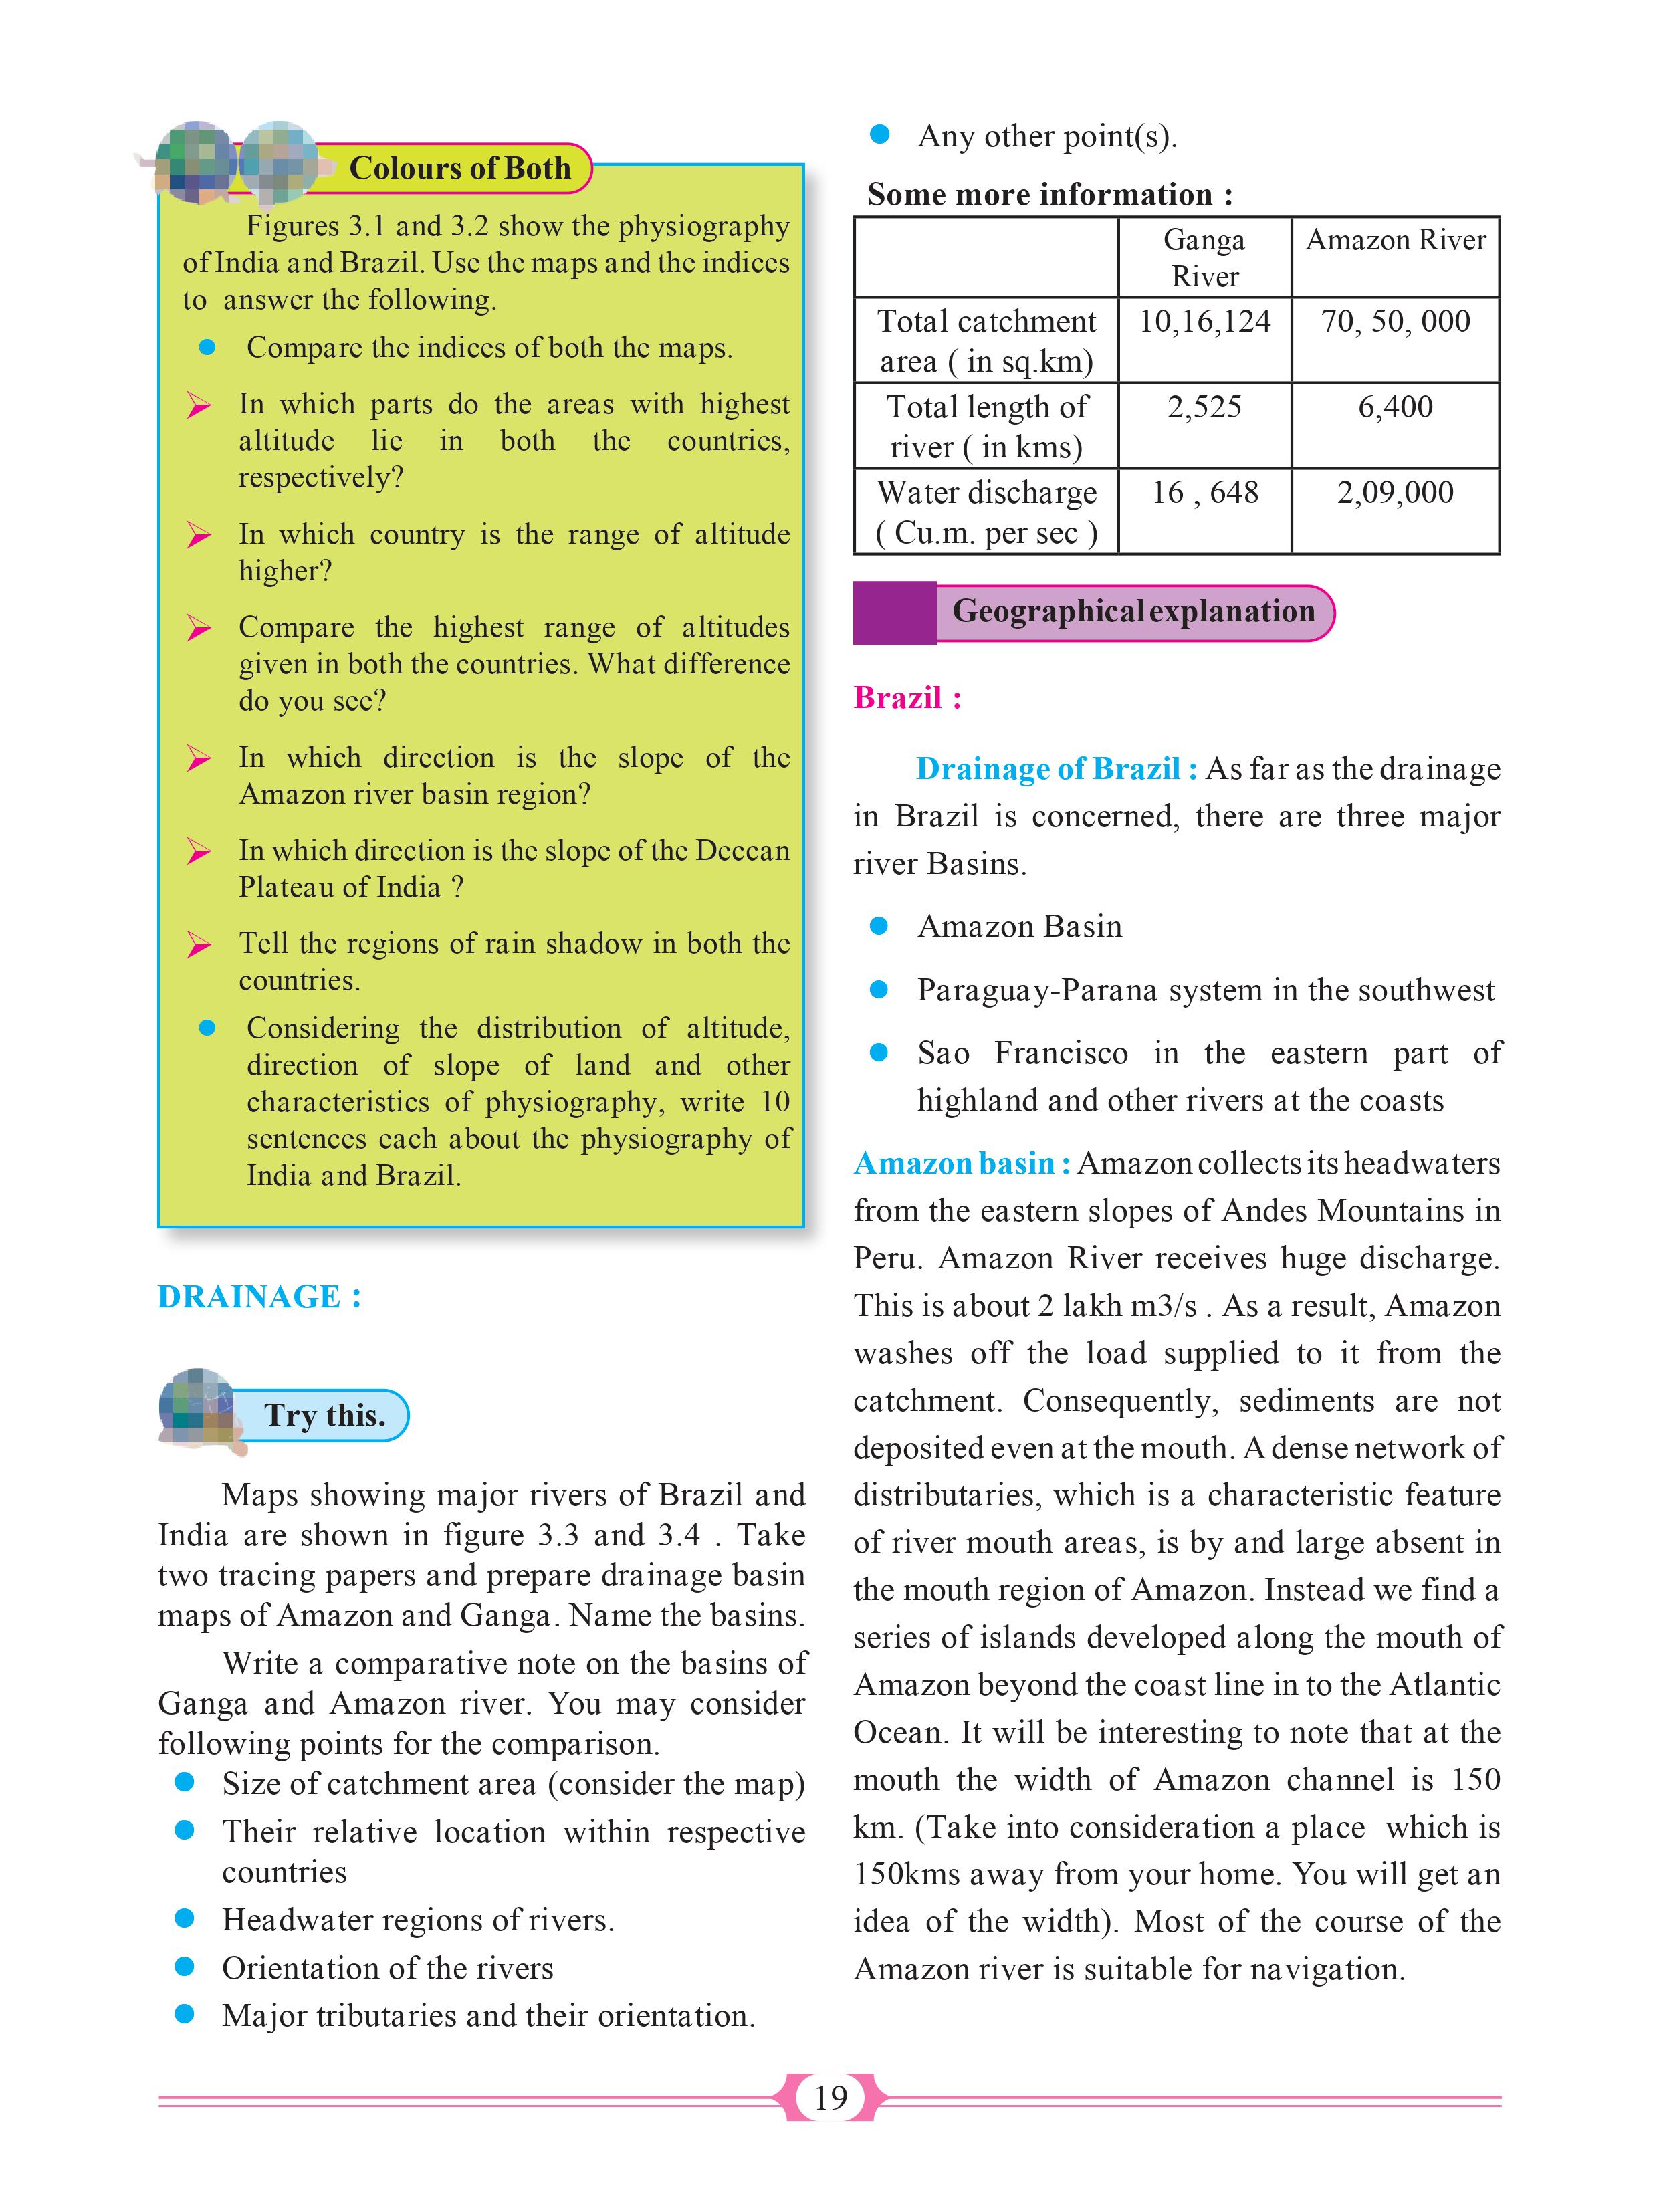 Colours of Both
Figures 3.1 and 3.2 show the physiography
of India and Brazil. Use the maps and the indices
to answer the following.
● Compare the indices of both the maps.
➢ In which parts do the areas with highest
altitude lie in both the countries,
respectively?
➢ In which country is the range of altitude
higher?
➢ Compare the highest range of altitudes
given in both the countries. What difference
do you see?
➢ In which direction is the slope of the
Amazon river basin region?
➢ In which direction is the slope of the Deccan
Plateau of India ?
➢ Tell the regions of rain shadow in both the
countries.
● Considering the distribution of altitude,
direction of slope of land and other
characteristics of physiography, write 10
sentences each about the physiography of
India and Brazil.
DRAINAGE :
Try this.
Maps showing major rivers of Brazil and
India are shown in figure 3.3 and 3.4 . Take
two tracing papers and prepare drainage basin
maps of Amazon and Ganga. Name the basins.
Write a comparative note on the basins of
Ganga and Amazon river. You may consider
following points for the comparison.
● Size of catchment area (consider the map)
● Their relative location within respective
countries
● Headwater regions of rivers.
● Orientation of the rivers
● Major tributaries and their orientation.
● Any other point(s).
Some more information :
Ganga River Amazon River
Total catchment area ( in sq.km) 10,16,124 70, 50, 000
Total length of river ( in kms) 2,525 6,400
Water discharge ( Cu.m. per sec ) 16 , 648 2,09,000
Geographical explanation
Brazil :
Drainage of Brazil : As far as the drainage
in Brazil is concerned, there are three major
river Basins.
● Amazon Basin
● Paraguay-Parana system in the southwest
● Sao Francisco in the eastern part of
highland and other rivers at the coasts
Amazon basin : Amazon collects its headwaters
from the eastern slopes of Andes Mountains in
Peru. Amazon River receives huge discharge.
This is about 2 lakh m3/s . As a result, Amazon
washes off the load supplied to it from the
catchment. Consequently, sediments are not
deposited even at the mouth. A dense network of
distributaries, which is a characteristic feature
of river mouth areas, is by and large absent in
the mouth region of Amazon. Instead we find a
series of islands developed along the mouth of
Amazon beyond the coast line in to the Atlantic
Ocean. It will be interesting to note that at the
mouth the width of Amazon channel is 150
km. (Take into consideration a place which is
150kms away from your home. You will get an
idea of the width). Most of the course of the
Amazon river is suitable for navigation.
19